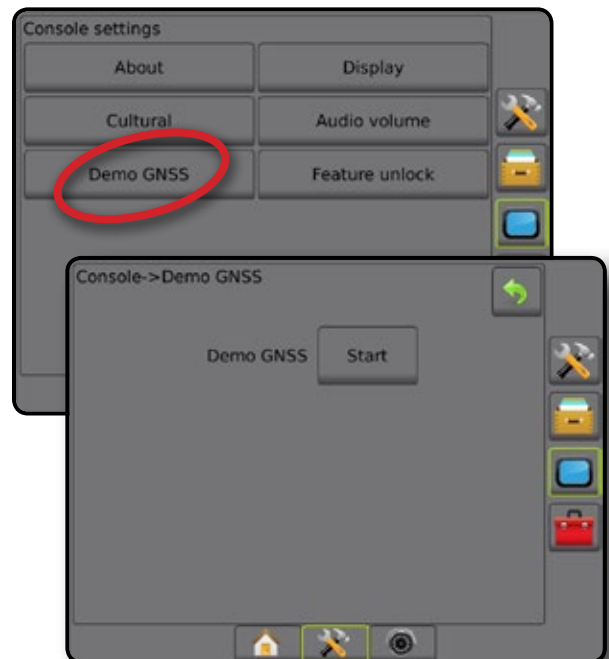 Console settings
About Display
Cultural Audio volume
Demo GNSS Feature unlock
Console->Demo GNSS
Demo GNSS Start